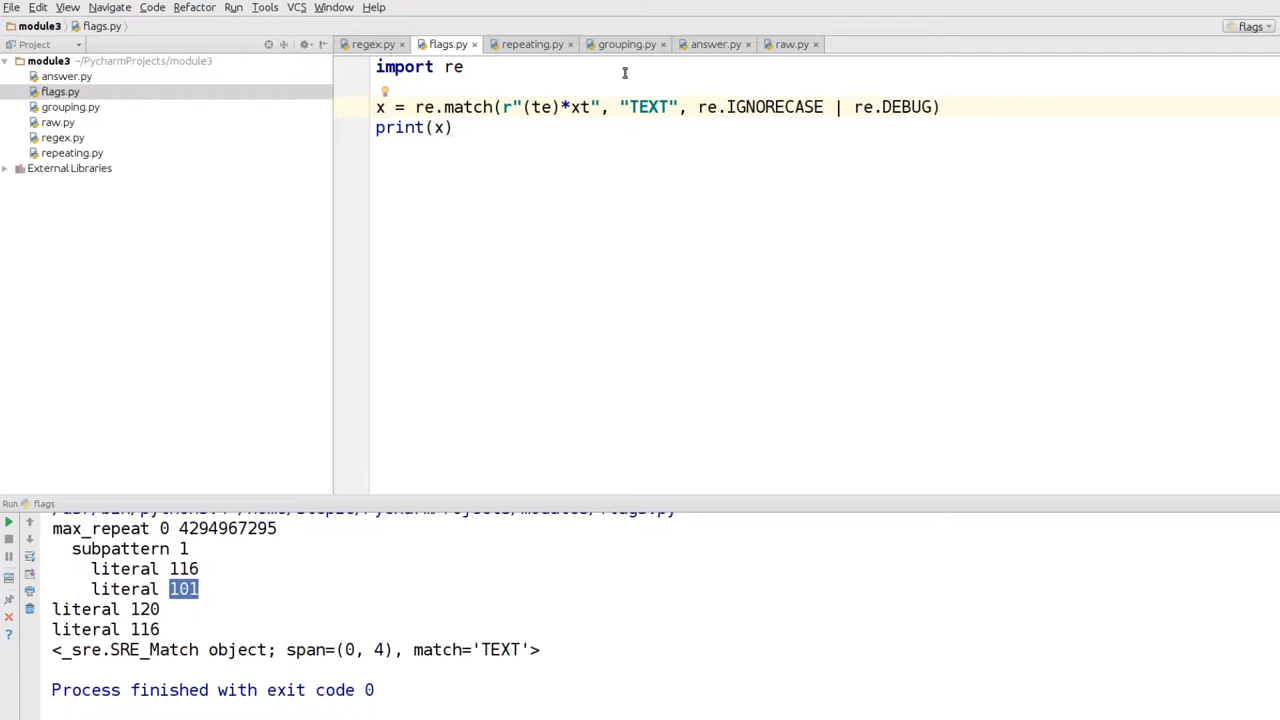 File Edit View Navigate Code Refactor Run Tools VCS Window Help
module3 flags.py flags
Project regex.py flags.py repeating.py grouping.py answer.py raw.py
module3 ~/PycharmProjects/module3
answer.py
flags.py
grouping.py
raw.py
regex.py
repeating.py
External Libraries
import re
x = re.match(r"(te)*xt", "TEXT", re.IGNORECASE | re.DEBUG)
print(x)
Run flags
max_repeat 0 4294967295
subpattern 1
literal 116
literal 101
literal 120
literal 116
<_sre.SRE_Match object; span=(0, 4), match='TEXT'>
Process finished with exit code 0